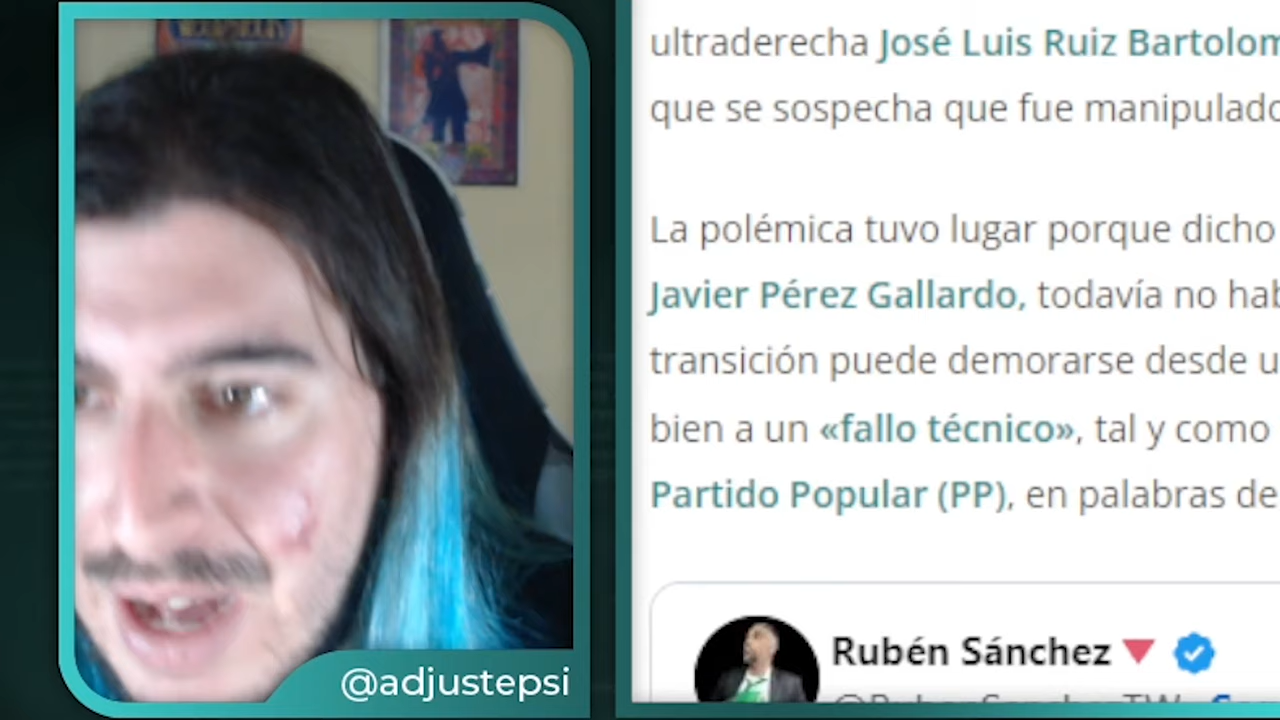 ultraderecha José Luis Ruiz Bartolom
que se sospecha que fue manipulado
La polémica tuvo lugar porque dicho
Javier Pérez Gallardo, todavía no hab
transición puede demorarse desde u
bien a un «fallo técnico», tal y como
Partido Popular (PP), en palabras de
Rubén Sánchez
@adjustepsi